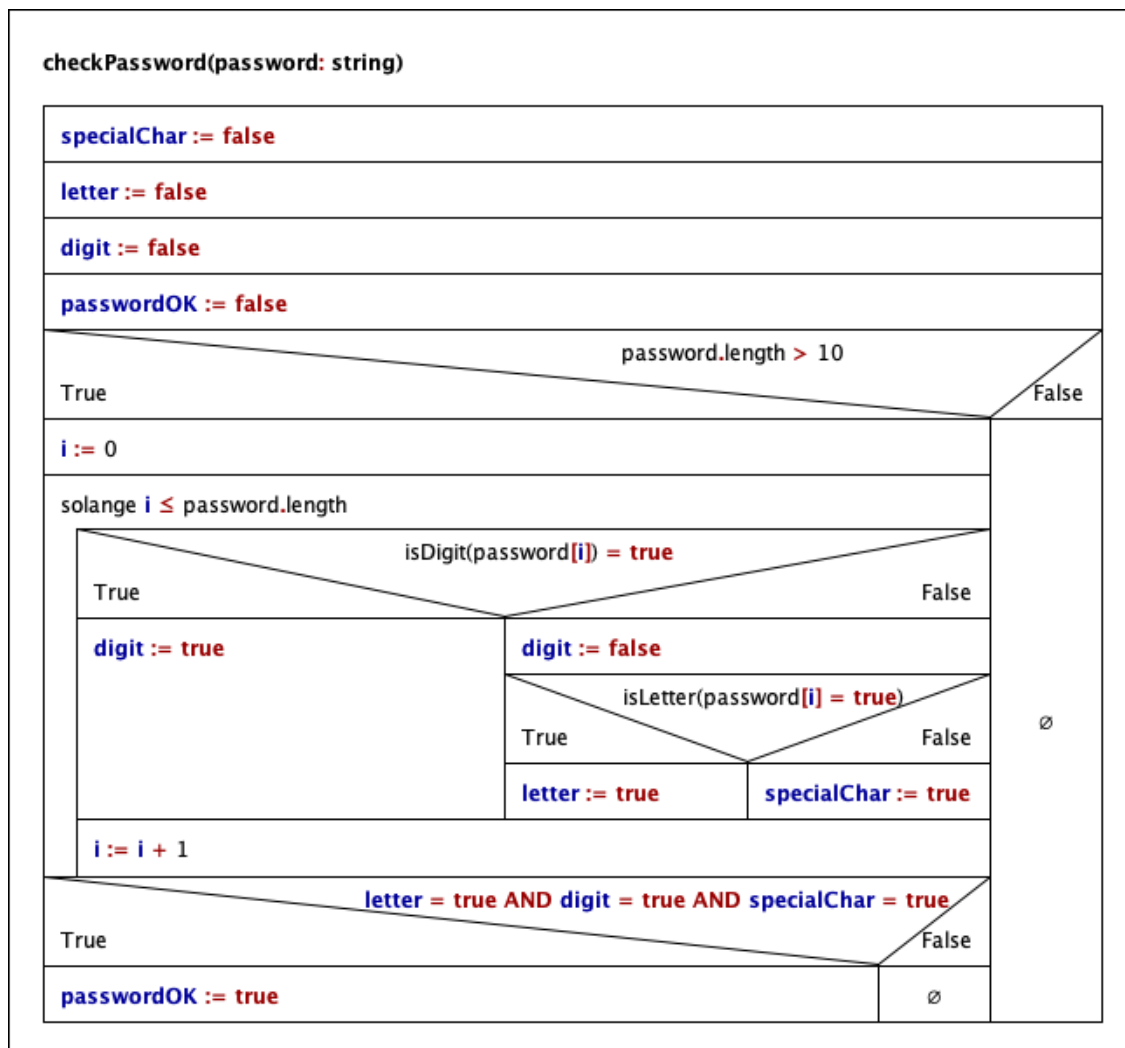 checkPassword(password: string)
specialChar := false
letter := false
digit := false
passwordOK := false
password.length > 10
True
False
i := 0
solange i ≤ password.length
isDigit(password[i]) = true
True
False
digit := true
digit := false
isLetter(password[i] = true)
True
False
∅
letter := true
specialChar := true
i := i + 1
letter = true AND digit = true AND specialChar = true
True
False
passwordOK := true
∅